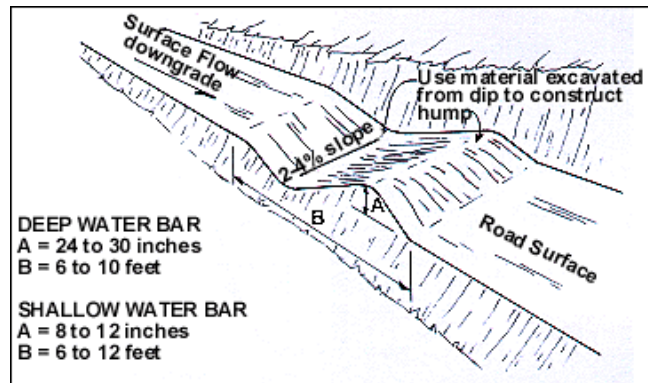 Surface Flow
downgrade
Use material excavated
from dip to construct
hump
2-4% slope
A
B
Road Surface
DEEP WATER BAR
A = 24 to 30 inches
B = 6 to 10 feet
SHALLOW WATER BAR
A = 8 to 12 inches
B = 6 to 12 feet